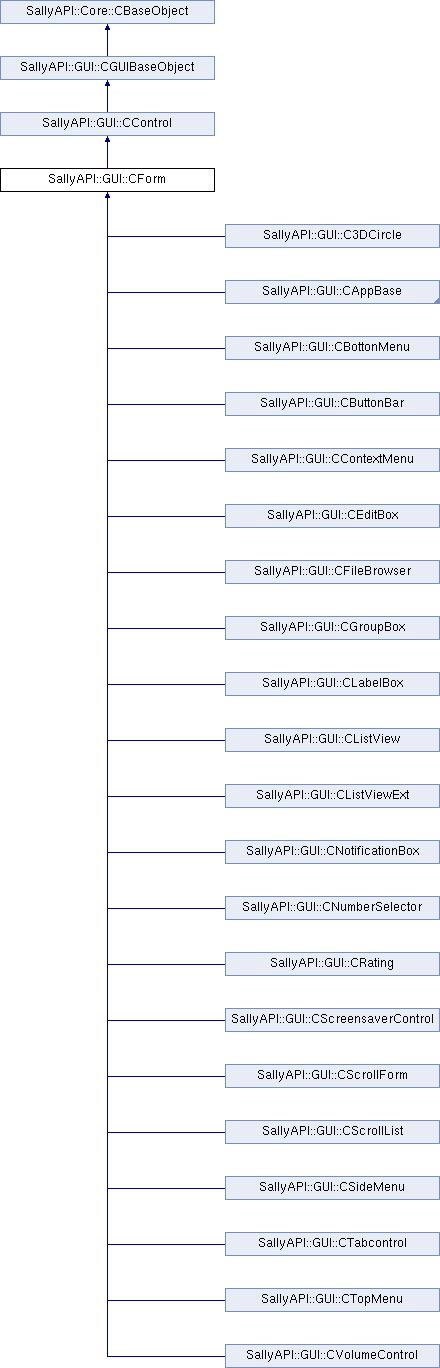 SallyAPI::Core::CBaseObject
SallyAPI::GUI::CGUIBaseObject
SallyAPI::GUI::CControl
SallyAPI::GUI::CForm
SallyAPI::GUI::C3DCircle
SallyAPI::GUI::CAppBase
SallyAPI::GUI::CBottonMenu
SallyAPI::GUI::CButtonBar
SallyAPI::GUI::CContextMenu
SallyAPI::GUI::CEditBox
SallyAPI::GUI::CFileBrowser
SallyAPI::GUI::CGroupBox
SallyAPI::GUI::CLabelBox
SallyAPI::GUI::CListView
SallyAPI::GUI::CListViewExt
SallyAPI::GUI::CNotificationBox
SallyAPI::GUI::CNumberSelector
SallyAPI::GUI::CRating
SallyAPI::GUI::CScreensaverControl
SallyAPI::GUI::CScrollForm
SallyAPI::GUI::CScrollList
SallyAPI::GUI::CSideMenu
SallyAPI::GUI::CTabcontrol
SallyAPI::GUI::CTopMenu
SallyAPI::GUI::CVolumeControl